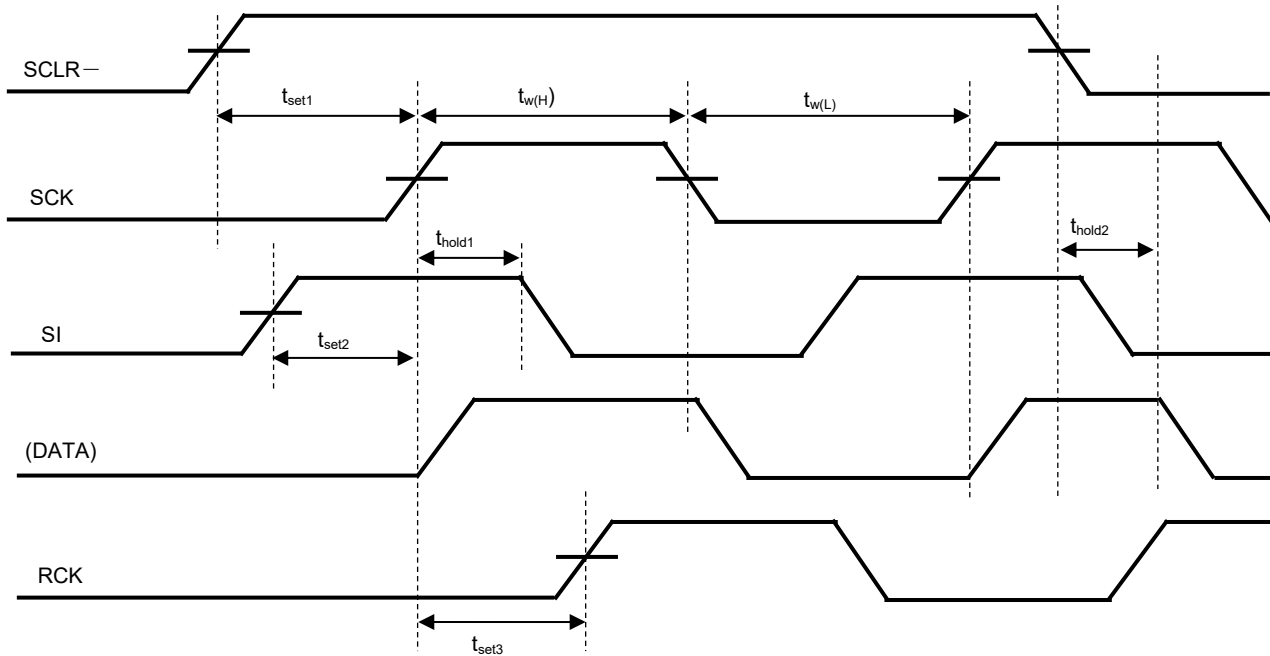 SCLR—
tset1
tw(H)
tw(L)
SCK
thold1
thold2
SI
tset2
(DATA)
RCK
tset3